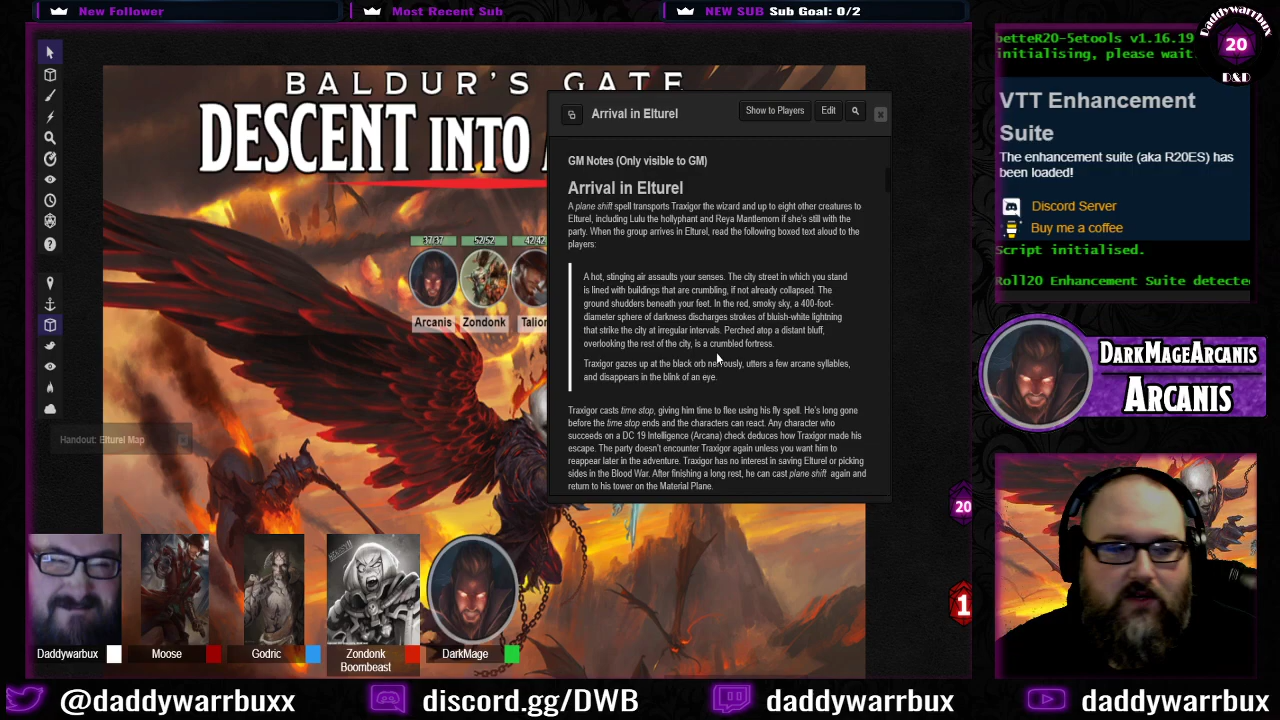 New Follower
Most Recent Sub
NEW SUB Sub Goal: 0/2
Daddywarrbux
20
D&D
betteR20-5etools v1.16.19
initialising, please wait.
VTT Enhancement
Suite
The enhancement suite (aka R20ES) has
been loaded!
Discord Server
Buy me a coffee
Script initialised.
Roll20 Enhancement Suite detecte
BALDUR'S GATE
DESCENT INTO
37/37
52/52
42/42
Arcanis
Zondonk
Talion
Handout: Elturel Map
Arrival in Elturel
Show to Players
Edit
GM Notes (Only visible to GM)
Arrival in Elturel
A plane shift spell transports Traxigor the wizard and up to eight other creatures to
Elturel, including Lulu the hollyphant and Reya Mantlemorn if she's still with the
party. When the group arrives in Elturel, read the following boxed text aloud to the
players:
A hot, stinging air assaults your senses. The city street in which you stand
is lined with buildings that are crumbling, if not already collapsed. The
ground shudders beneath your feet. In the red, smoky sky, a 400-foot-
diameter sphere of darkness discharges strokes of bluish-white lightning
that strike the city at irregular intervals. Perched atop a distant bluff,
overlooking the rest of the city, is a crumbled fortress.
Traxigor gazes up at the black orb nervously, utters a few arcane syllables,
and disappears in the blink of an eye.
Traxigor casts time stop, giving him time to flee using his fly spell. He's long gone
before the time stop ends and the characters can react. Any character who
succeeds on a DC 19 Intelligence (Arcana) check deduces how Traxigor made his
escape. The party doesn't encounter Traxigor again unless you want him to
reappear later in the adventure. Traxigor has no interest in saving Elturel or picking
sides in the Blood War. After finishing a long rest, he can cast plane shift again and
return to his tower on the Material Plane.
DarkMageArcanis
Arcanis
20
1
Daddywarbux
Moose
Godric
Zondonk
Boombeast
DarkMage
@daddywarrbuxx
discord.gg/DWB
daddywarrbux
daddywarrbux